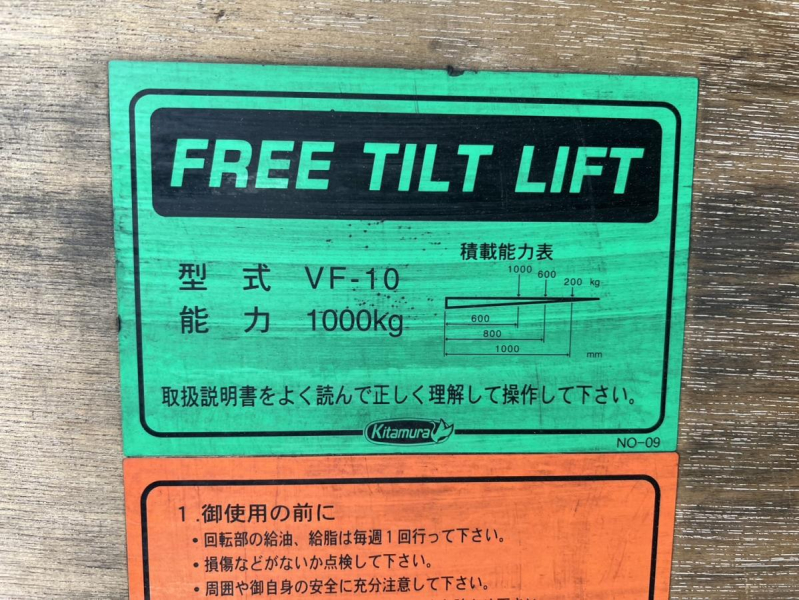 FREE TILT LIFT
型 式 VF-10
能 力 1000kg
積載能力表
1000 600 200 kg
600
800
1000 mm
取扱説明書をよく読んで正しく理解して操作して下さい。
Kitamura
NO-09
1.御使用の前に
・回転部の給油、給脂は毎週1回行って下さい。
・損傷などがないか点検して下さい。
・周囲や御自身の安全に充分注意して下さい。